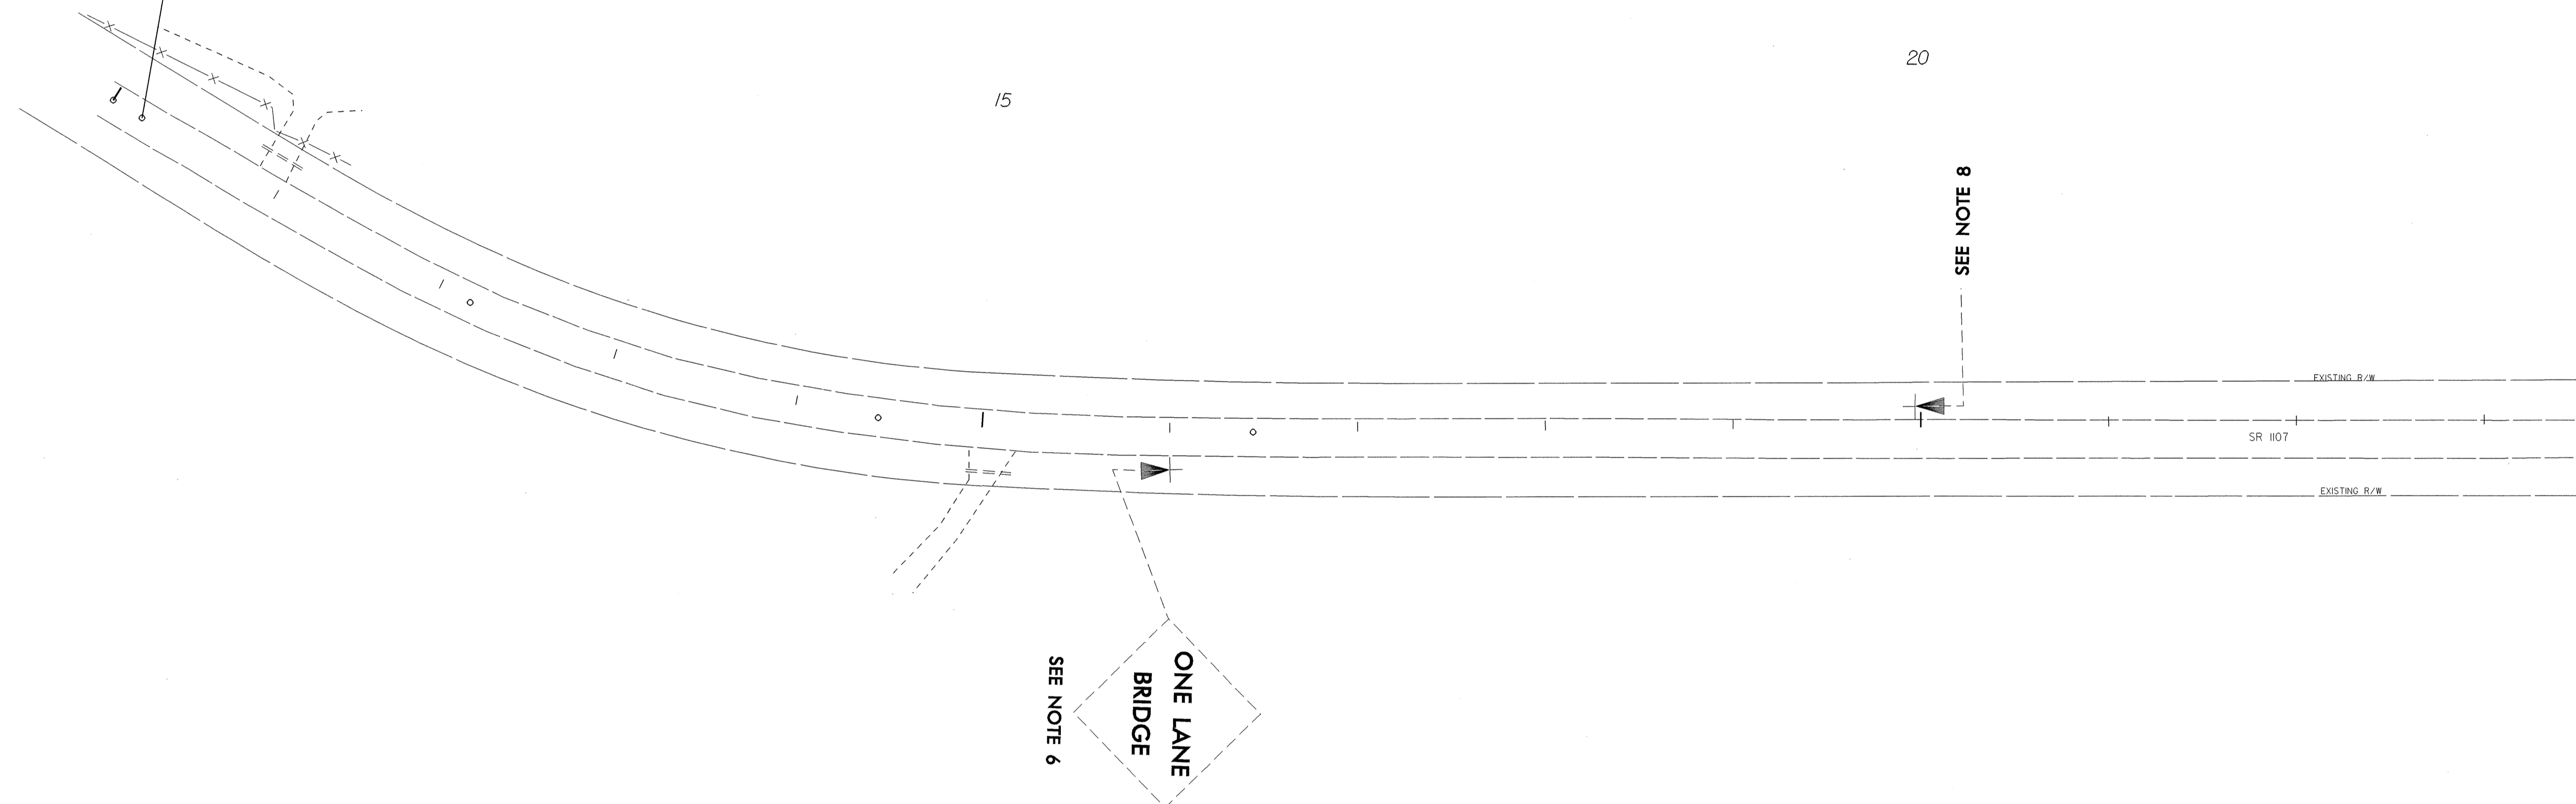 20
15
SEE NOTE 8
EXISTING R/W
SR 1107
EXISTING R/W
ONE LANE
BRIDGE
SEE NOTE 6